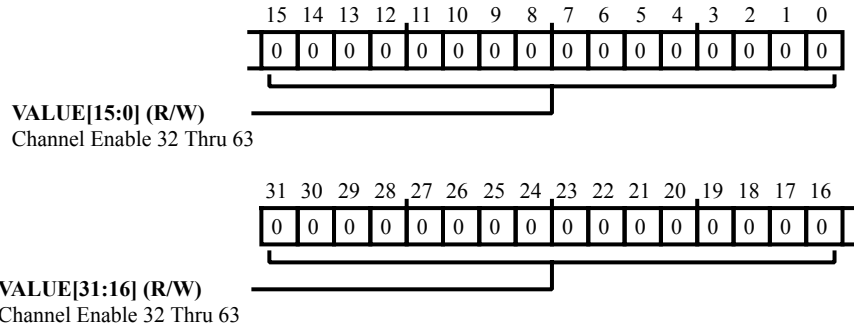 15 14 13 12 11 10 9 8 7 6 5 4 3 2 1 0
0 0 0 0 0 0 0 0 0 0 0 0 0 0 0 0
VALUE[15:0] (R/W)
Channel Enable 32 Thru 63
31 30 29 28 27 26 25 24 23 22 21 20 19 18 17 16
0 0 0 0 0 0 0 0 0 0 0 0 0 0 0 0
VALUE[31:16] (R/W)
Channel Enable 32 Thru 63